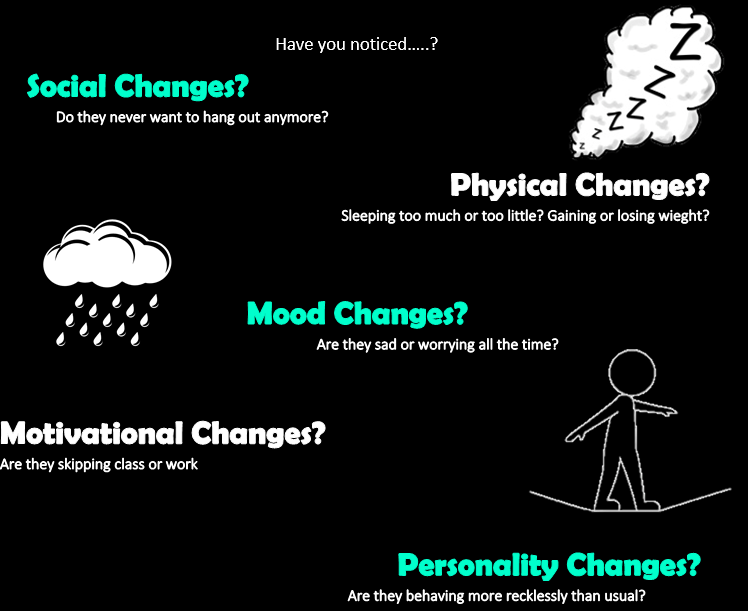 Have you noticed.....?
Social Changes?
Do they never want to hang out anymore?
Z
Z
Z
Z
Z
Z
Physical Changes?
Sleeping too much or too little? Gaining or losing wieght?
Mood Changes?
Are they sad or worrying all the time?
Motivational Changes?
Are they skipping class or work
Personality Changes?
Are they behaving more recklessly than usual?